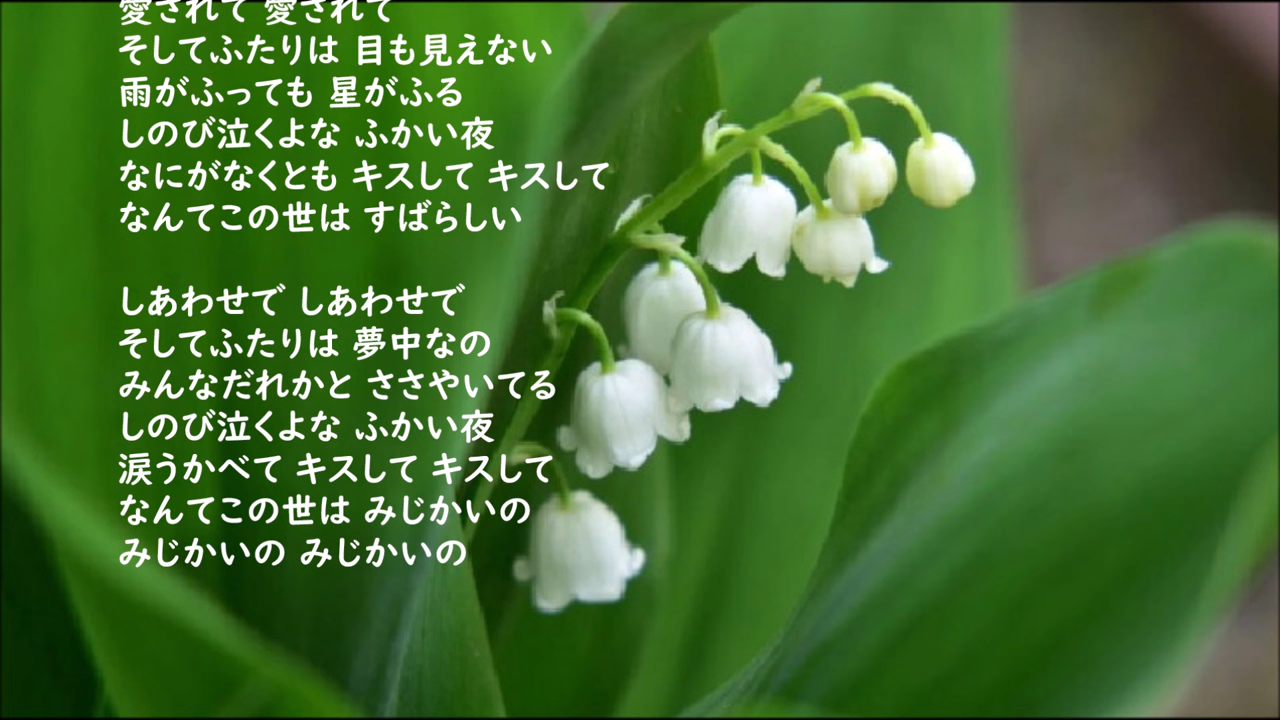 愛されて 愛されて
そしてふたりは 目も見えない
雨がふっても 星がふる
しのび泣くよな ふかい夜
なにがなくとも キスして キスして
なんてこの世は すばらしい
しあわせで しあわせで
そしてふたりは 夢中なの
みんなだれかと ささやいてる
しのび泣くよな ふかい夜
涙うかべて キスして キスして
なんてこの世は みじかいの
みじかいの みじかいの